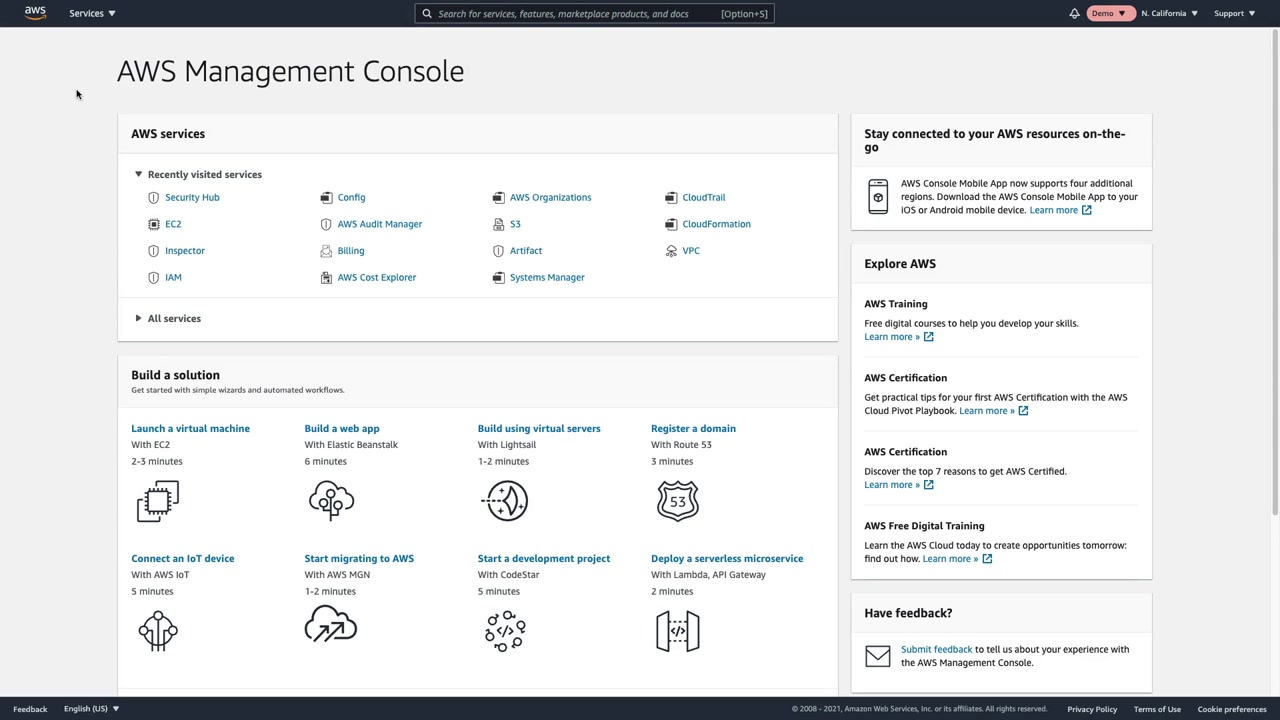 aws
Services
Search for services, features, marketplace products, and docs [Option+S]
Demo
N. California
Support
AWS Management Console
AWS services
Recently visited services
Security Hub
Config
AWS Organizations
CloudTrail
EC2
AWS Audit Manager
S3
CloudFormation
Inspector
Billing
Artifact
VPC
IAM
AWS Cost Explorer
Systems Manager
All services
Build a solution
Get started with simple wizards and automated workflows.
Launch a virtual machine
With EC2
2-3 minutes
Build a web app
With Elastic Beanstalk
6 minutes
Build using virtual servers
With Lightsail
1-2 minutes
Register a domain
With Route 53
3 minutes
53
Connect an IoT device
With AWS IoT
5 minutes
Start migrating to AWS
With AWS MGN
1-2 minutes
Start a development project
With CodeStar
5 minutes
</>
Deploy a serverless microservice
With Lambda, API Gateway
2 minutes
</>
Stay connected to your AWS resources on-the-
go
AWS Console Mobile App now supports four additional
regions. Download the AWS Console Mobile App to your
iOS or Android mobile device. Learn more
Explore AWS
AWS Training
Free digital courses to help you develop your skills.
Learn more »
AWS Certification
Get practical tips for your first AWS Certification with the AWS
Cloud Pivot Playbook. Learn more »
AWS Certification
Discover the top 7 reasons to get AWS Certified.
Learn more »
AWS Free Digital Training
Learn the AWS Cloud today to create opportunities tomorrow:
find out how. Learn more »
Have feedback?
Submit feedback to tell us about your experience with
the AWS Management Console.
Feedback
English (US)
© 2008 - 2021, Amazon Web Services, Inc. or its affiliates. All rights reserved.
Privacy Policy
Terms of Use
Cookie preferences